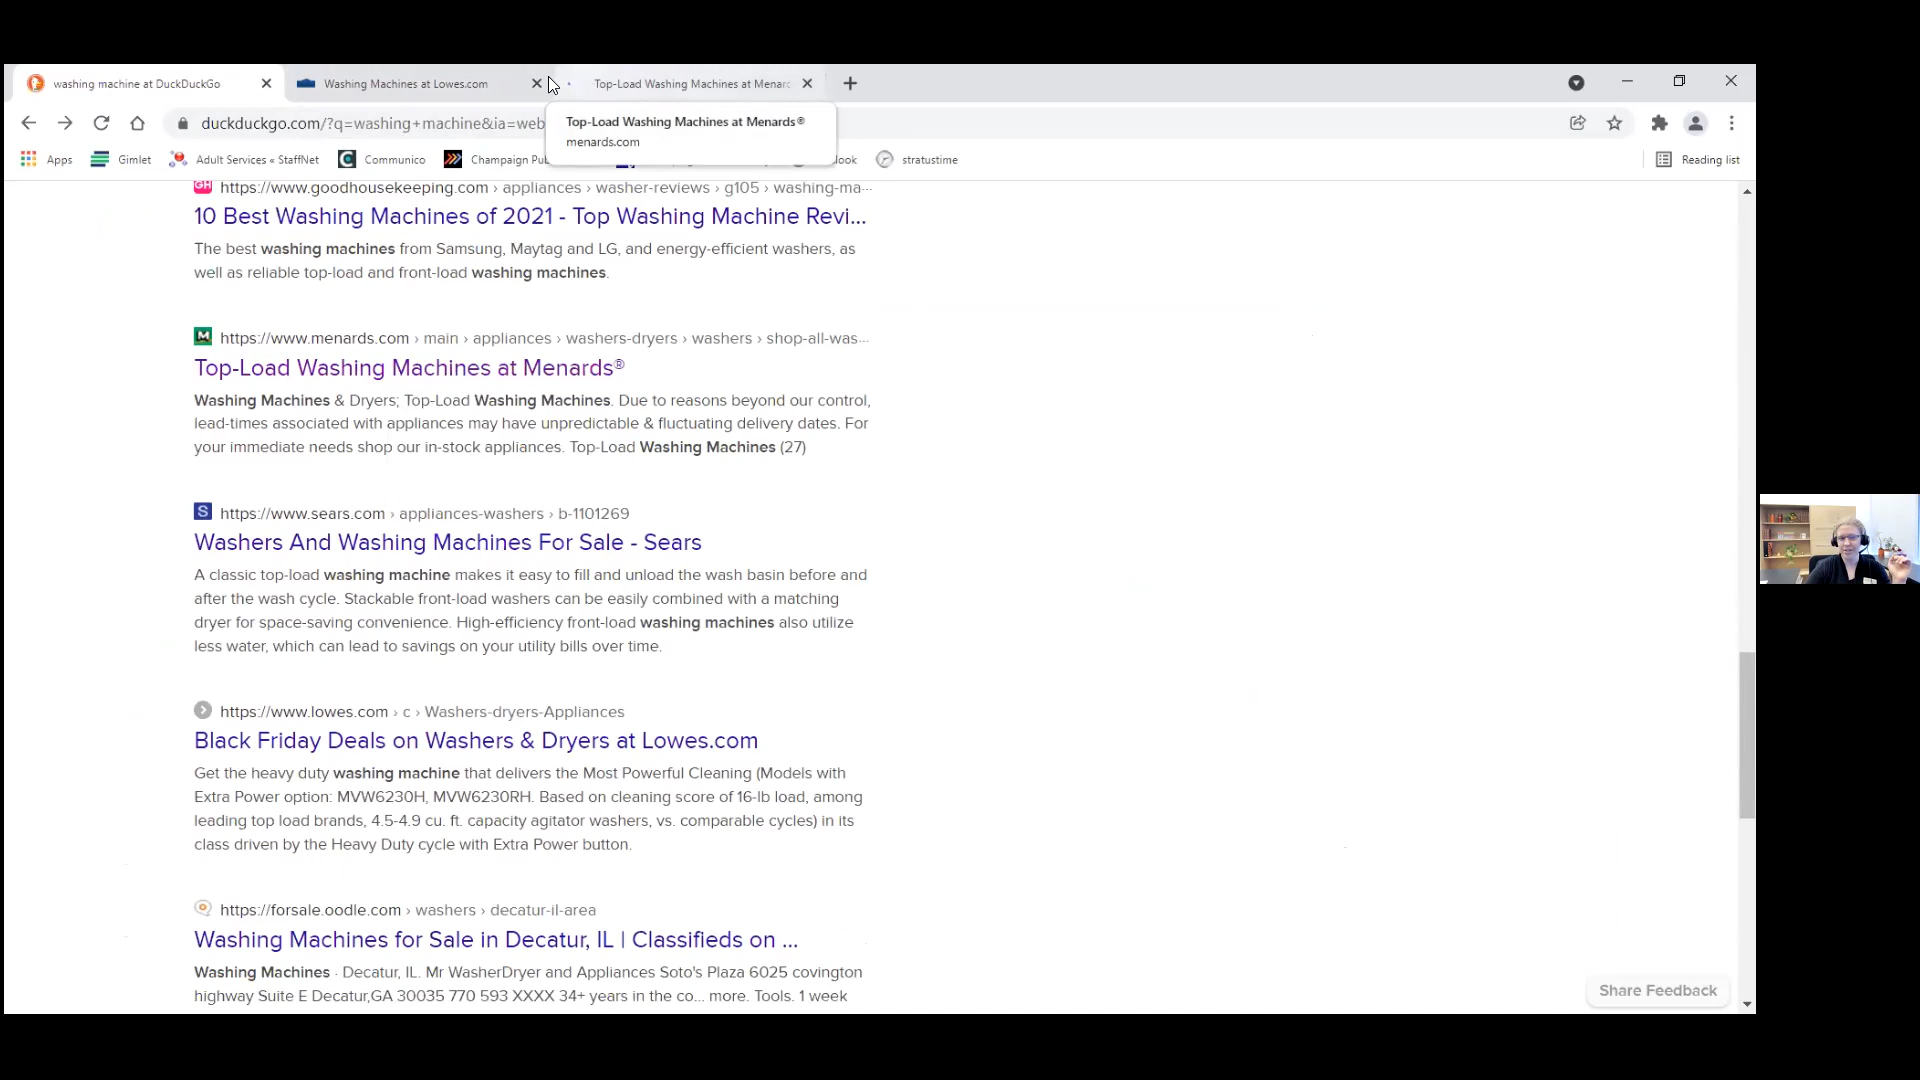 washing machine at DuckDuckGo
Washing Machines at Lowes.com
Top-Load Washing Machines at Menar
duckduckgo.com/?q=washing+machine&ia=web
Top-Load Washing Machines at Menards®
menards.com
Apps
Gimlet
Adult Services « StaffNet
Communico
Champaign Pu
look
stratustime
Reading list
https://www.goodhousekeeping.com › appliances › washer-reviews › g105 › washing-ma...
10 Best Washing Machines of 2021 - Top Washing Machine Revi...
The best washing machines from Samsung, Maytag and LG, and energy-efficient washers, as
well as reliable top-load and front-load washing machines.
https://www.menards.com › main › appliances › washers-dryers › washers › shop-all-was...
Top-Load Washing Machines at Menards®
Washing Machines & Dryers; Top-Load Washing Machines. Due to reasons beyond our control,
lead-times associated with appliances may have unpredictable & fluctuating delivery dates. For
your immediate needs shop our in-stock appliances. Top-Load Washing Machines (27)
https://www.sears.com › appliances-washers › b-1101269
Washers And Washing Machines For Sale - Sears
A classic top-load washing machine makes it easy to fill and unload the wash basin before and
after the wash cycle. Stackable front-load washers can be easily combined with a matching
dryer for space-saving convenience. High-efficiency front-load washing machines also utilize
less water, which can lead to savings on your utility bills over time.
https://www.lowes.com › c › Washers-dryers-Appliances
Black Friday Deals on Washers & Dryers at Lowes.com
Get the heavy duty washing machine that delivers the Most Powerful Cleaning (Models with
Extra Power option: MVW6230H, MVW6230RH. Based on cleaning score of 16-lb load, among
leading top load brands, 4.5-4.9 cu. ft. capacity agitator washers, vs. comparable cycles) in its
class driven by the Heavy Duty cycle with Extra Power button.
https://forsale.oodle.com › washers › decatur-il-area
Washing Machines for Sale in Decatur, IL | Classifieds on ...
Washing Machines · Decatur, IL. Mr WasherDryer and Appliances Soto's Plaza 6025 covington
highway Suite E Decatur,GA 30035 770 593 XXXX 34+ years in the co... more. Tools. 1 week
Share Feedback